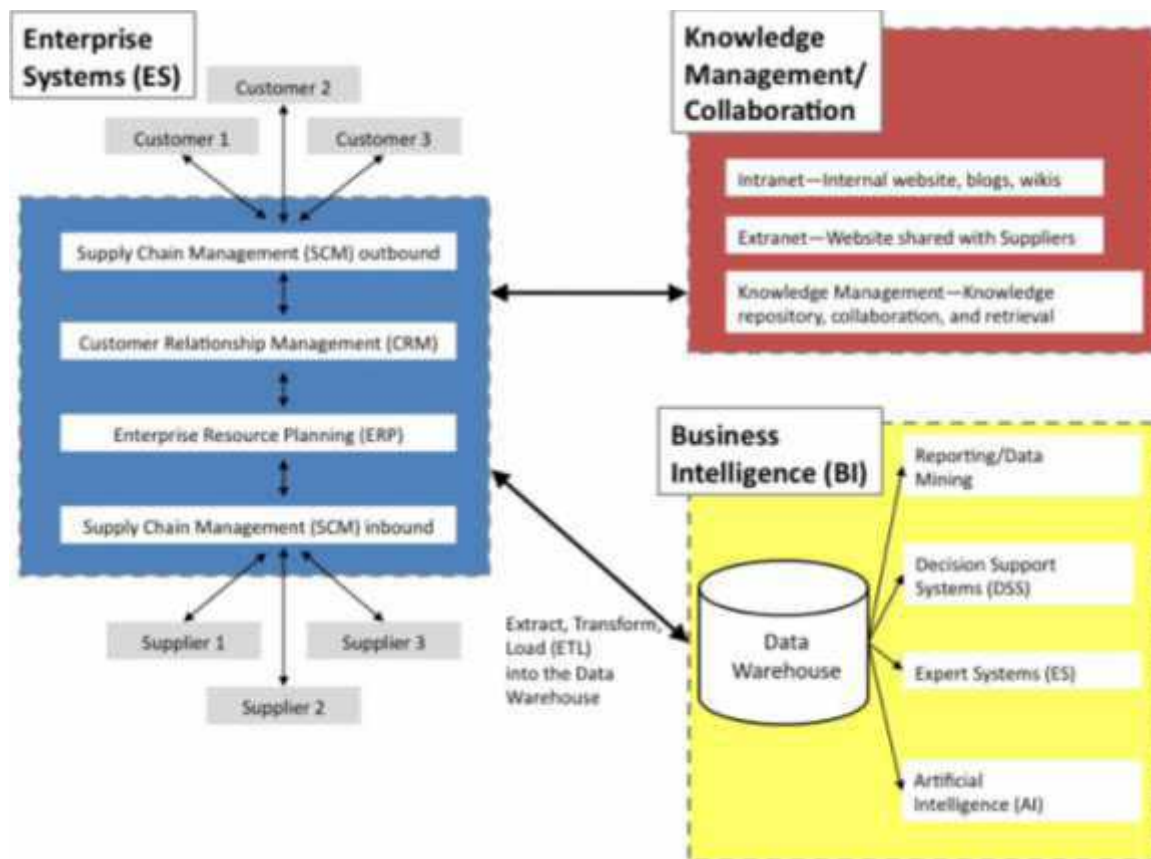 Enterprise
Systems (ES)
Customer 2
Customer 1
Customer 3
Supply Chain Management (SCM) outbound
Customer Relationship Management (CRM)
Enterprise Resource Planning (ERP)
Supply Chain Management (SCM) inbound
Supplier 1
Supplier 3
Supplier 2
Knowledge
Management/
Collaboration
Intranet—Internal website, blogs, wikis
Extranet—Website shared with Suppliers
Knowledge Management—Knowledge
repository, collaboration, and retrieval
Extract, Transform,
Load (ETL)
into the Data
Warehouse
Business
Intelligence (BI)
Data
Warehouse
Reporting/Data
Mining
Decision Support
Systems (DSS)
Expert Systems (ES)
Artificial
Intelligence (AI)